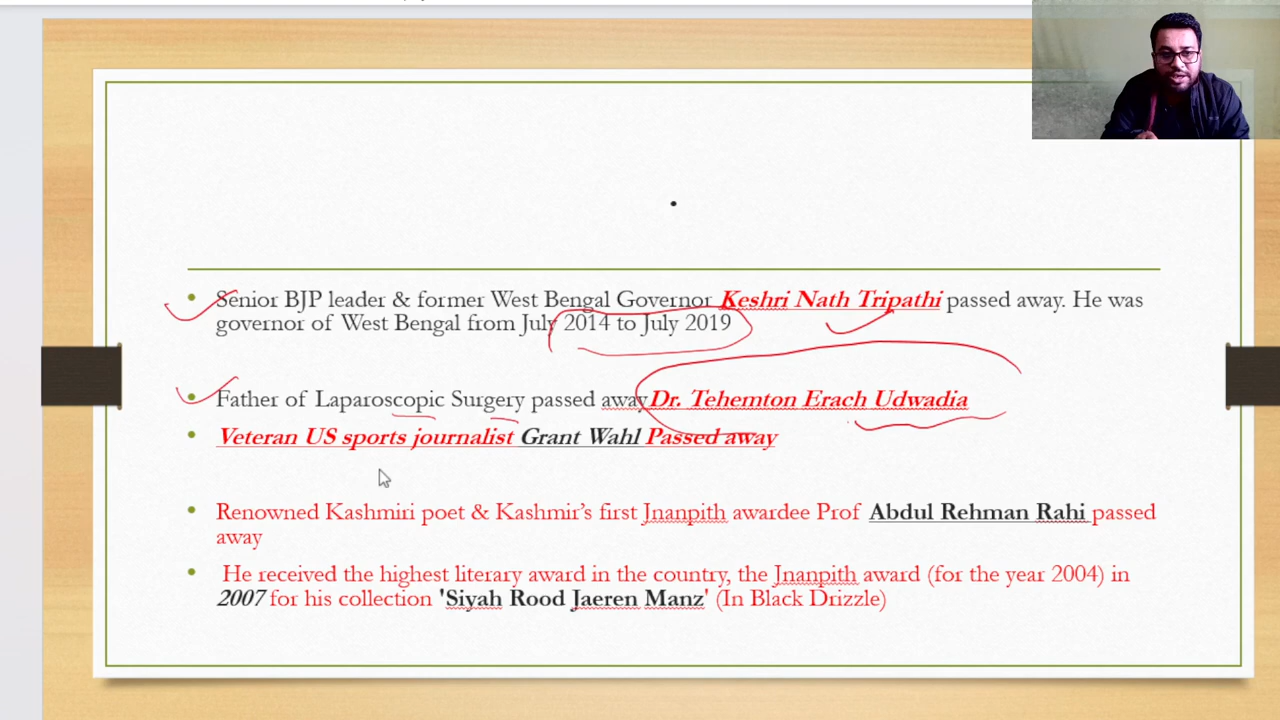 .
• Senior BJP leader & former West Bengal Governor Keshri Nath Tripathi passed away. He was
governor of West Bengal from July 2014 to July 2019
• Father of Laparoscopic Surgery passed away Dr. Tehemton Erach Udwadia
• Veteran US sports journalist Grant Wahl Passed away
• Renowned Kashmiri poet & Kashmir's first Jnanpith awardee Prof Abdul Rehman Rahi passed
away
• He received the highest literary award in the country, the Jnanpith award (for the year 2004) in
2007 for his collection 'Siyah Rood Jaeren Manz' (In Black Drizzle)